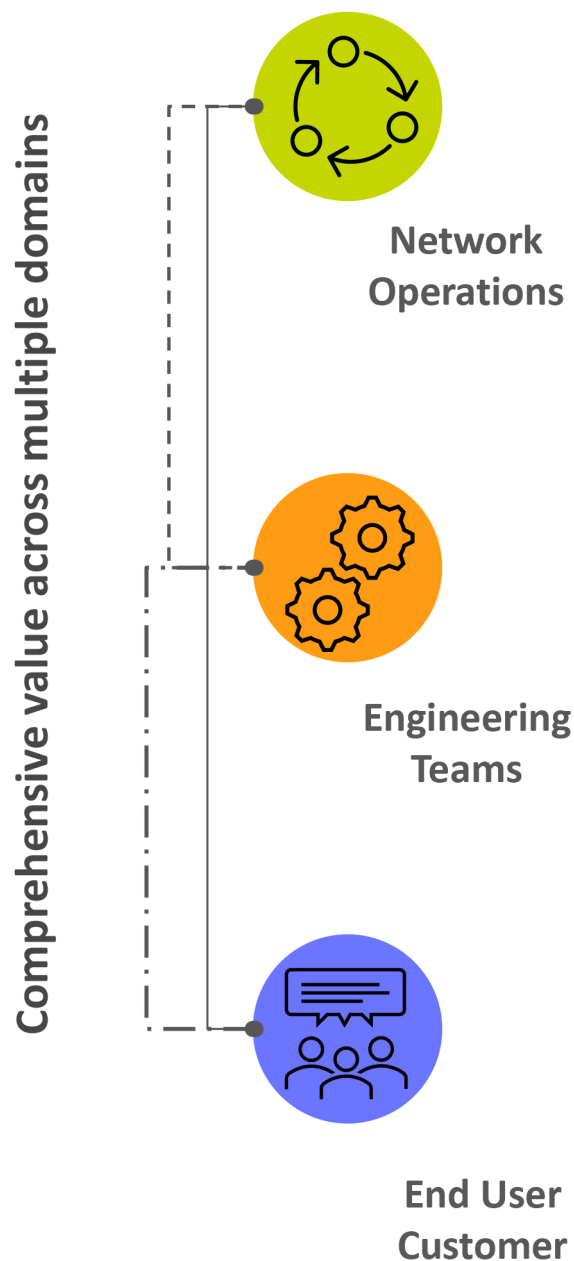 Comprehensive value across multiple domains
Network
Operations
Engineering
Teams
End User
Customer